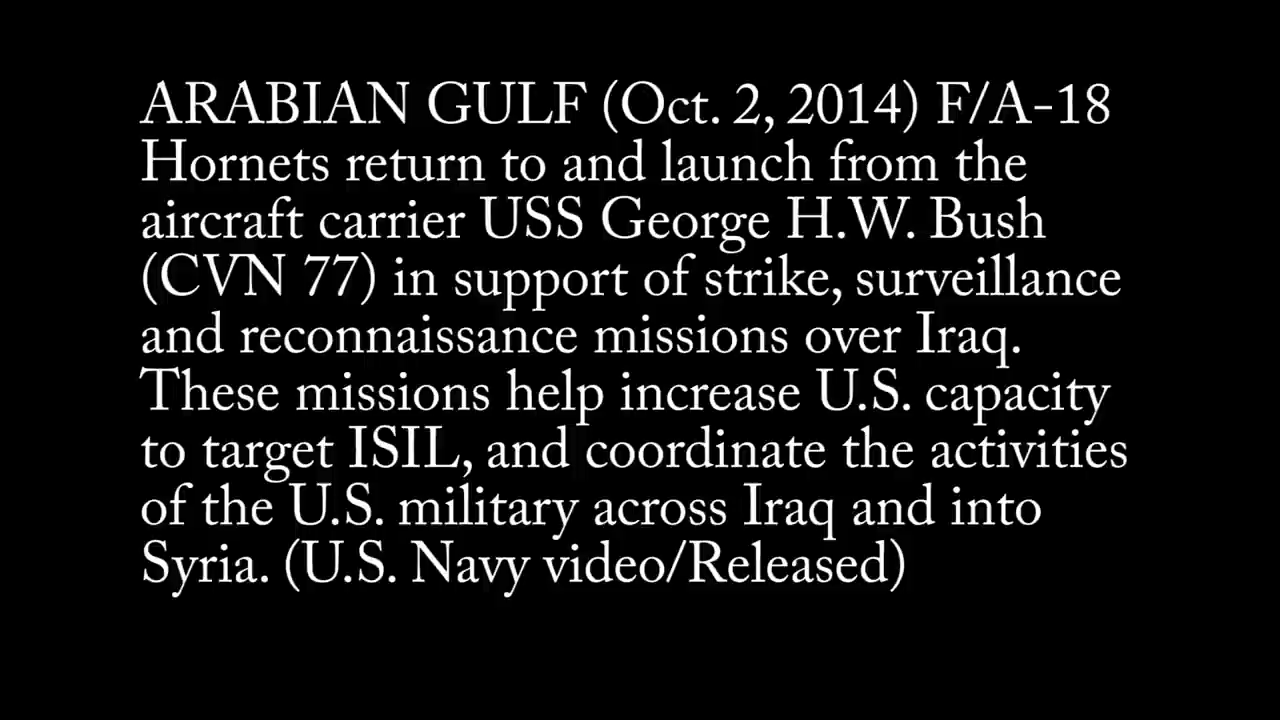 ARABIAN GULF (Oct. 2, 2014) F/A-18
Hornets return to and launch from the
aircraft carrier USS George H.W. Bush
(CVN 77) in support of strike, surveillance
and reconnaissance missions over Iraq.
These missions help increase U.S. capacity
to target ISIL, and coordinate the activities
of the U.S. military across Iraq and into
Syria. (U.S. Navy video/Released)